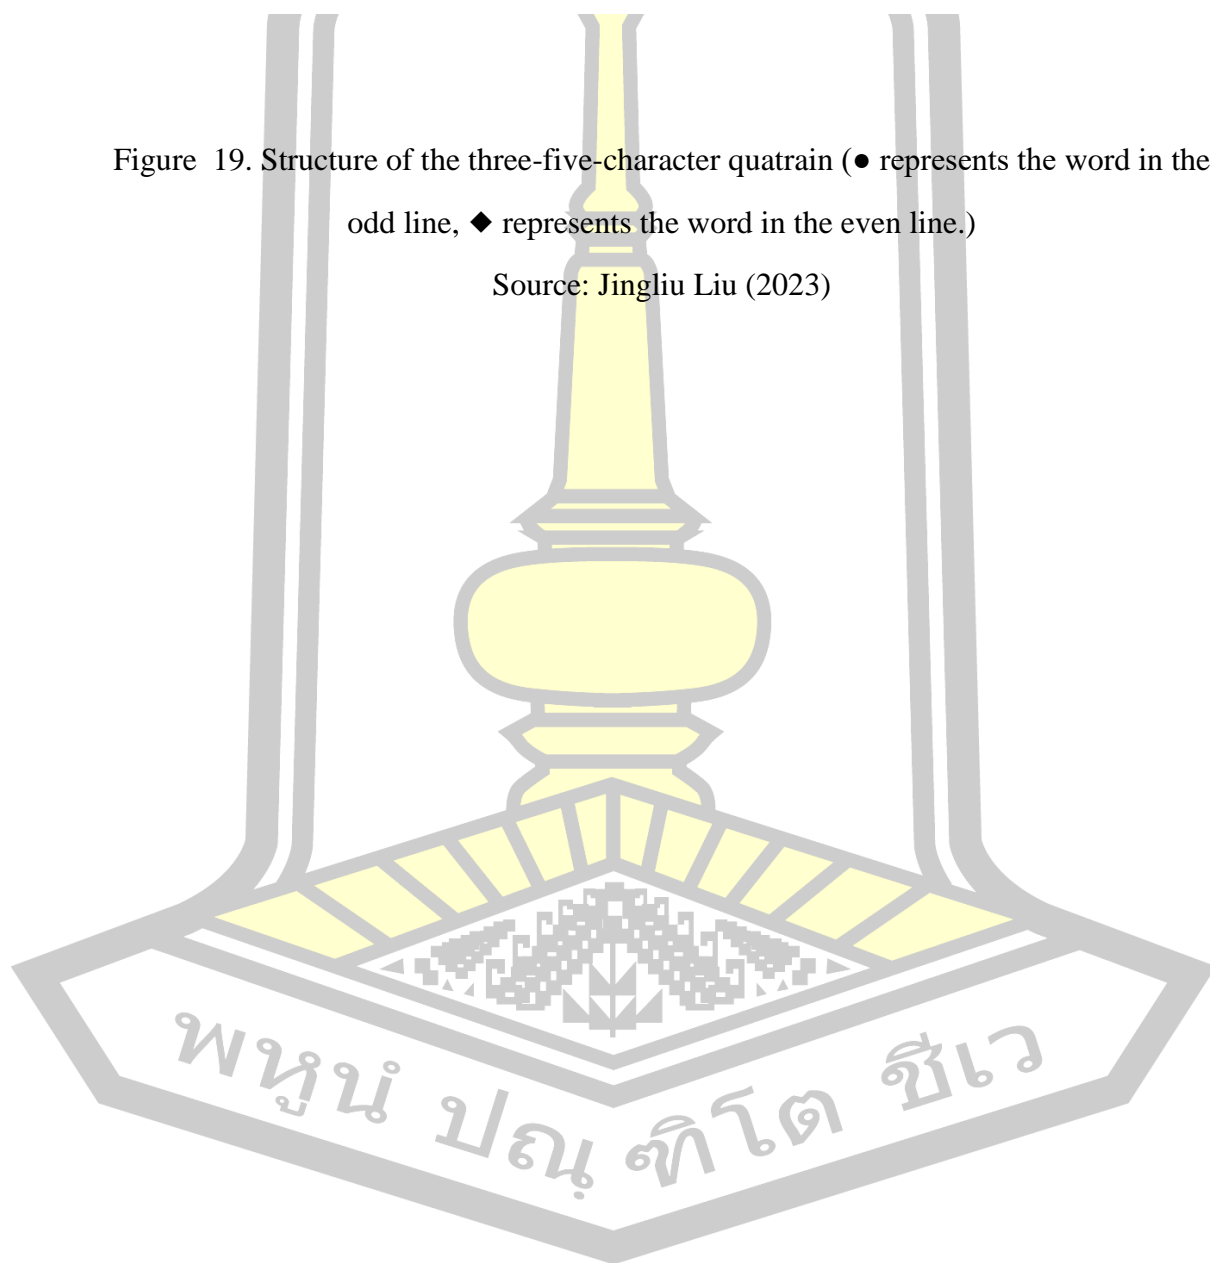 Figure 19. Structure of the three-five-character quatrain (● represents the word in the
odd line, ◆ represents the word in the even line.)
Source: Jingliu Liu (2023)
พหูนํ ปณฺ ฑิโต ชีเว